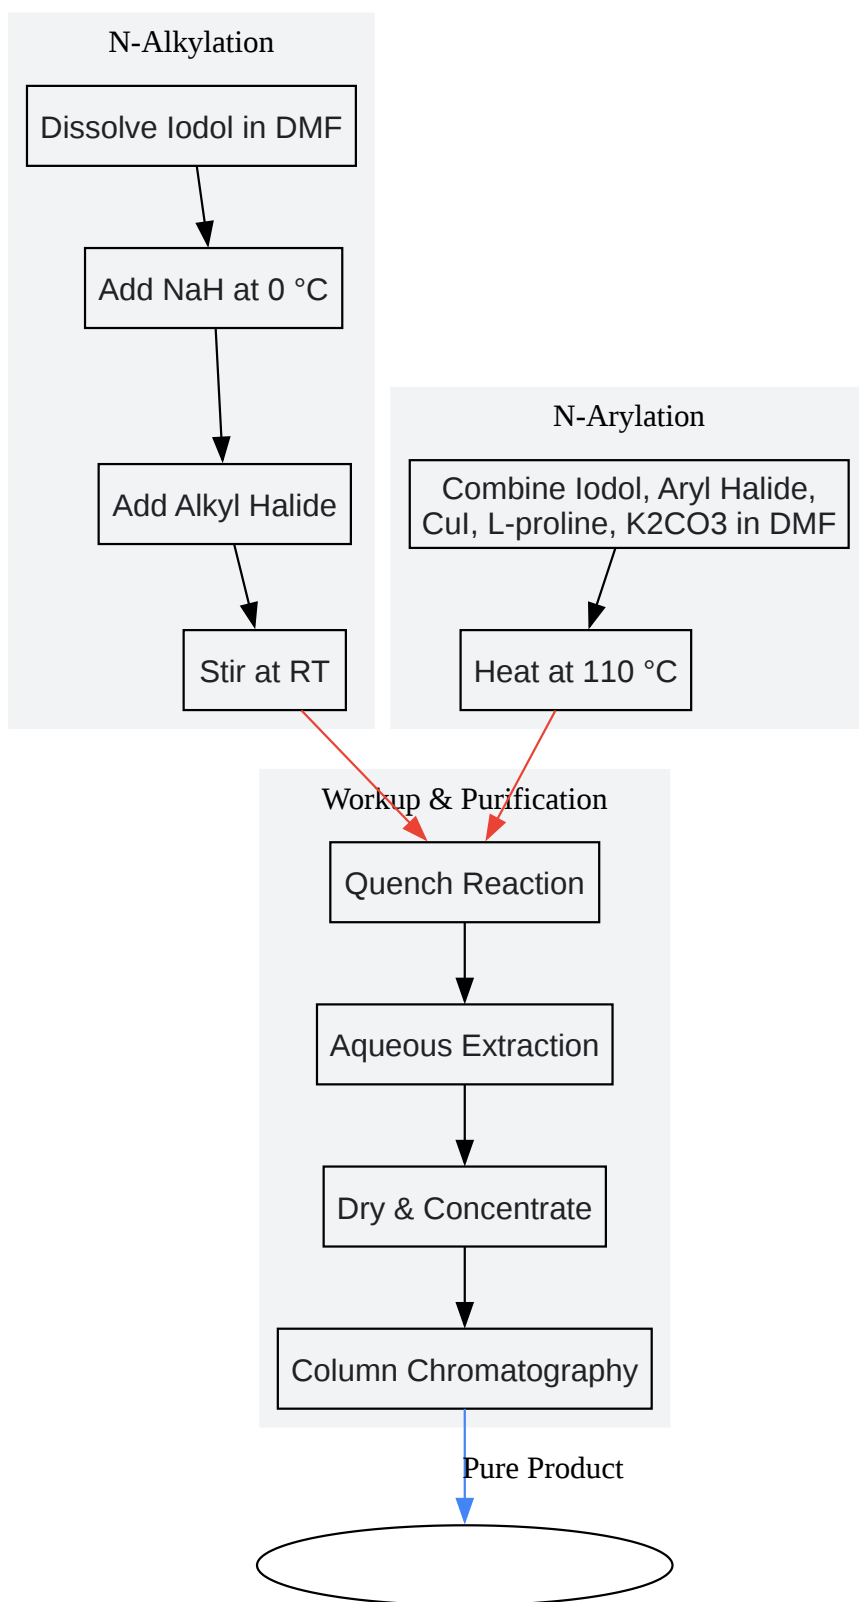 N-Alkylation
Dissolve Iodol in DMF
Add NaH at 0 °C
Add Alkyl Halide
Stir at RT
N-Arylation
Combine Iodol, Aryl Halide,
CuI, L-proline, K2CO3 in DMF
Heat at 110 °C
Workup & Purification
Quench Reaction
Aqueous Extraction
Dry & Concentrate
Column Chromatography
Pure Product